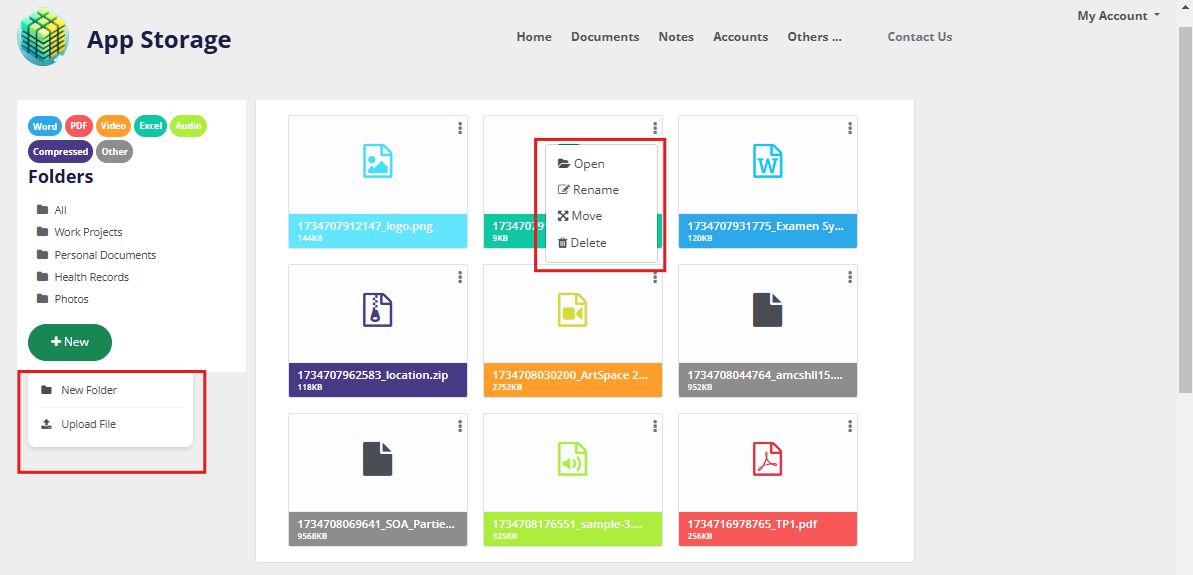 My Account
App Storage
Home Documents Notes Accounts Others ... Contact Us
Word PDF Video Excel Audio
Compressed Other
Folders
All
Work Projects
Personal Documents
Health Records
Photos
New
New Folder
Upload File
1734707912147_logo.png
144KB
Open
Rename
Move
Delete
9KB
W
1734707931775_Examen Sy...
120KB
1734707962583_location.zip
118KB
1734708030200_ArtSpace 2...
2752KB
1734708044764_amcshll15....
952KB
1734708069641_SOA_Partie...
9568KB
1734708176551_sample-3....
325KB
1734716978765_TP1.pdf
256KB